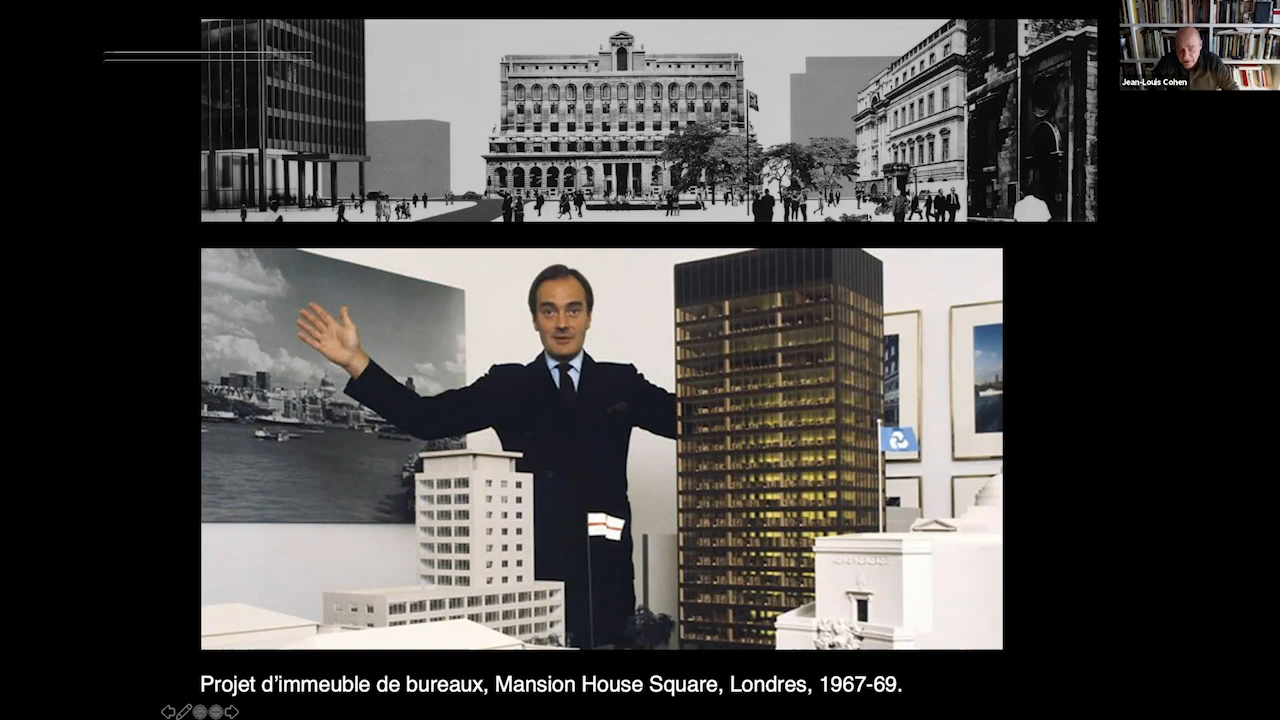 Jean-Louis Cohen
Projet d’immeuble de bureaux, Mansion House Square, Londres, 1967-69.